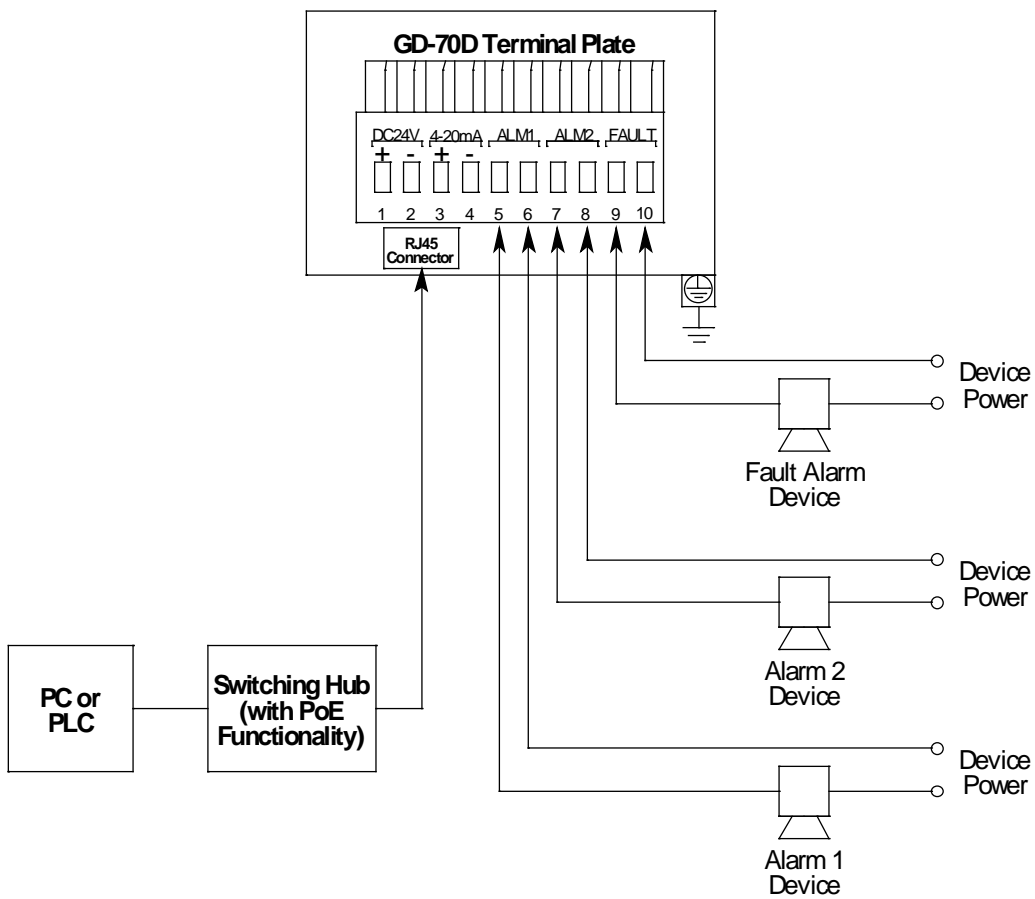 GD-70D Terminal Plate
DC24V 4-20mA ALM1 ALM2 FAULT
+ - + -
1 2 3 4 5 6 7 8 9 10
RJ45
Connector
Device
Power
Fault Alarm
Device
Device
Power
Alarm 2
Device
PC or
PLC
Switching Hub
(with PoE
Functionality)
Device
Power
Alarm 1
Device